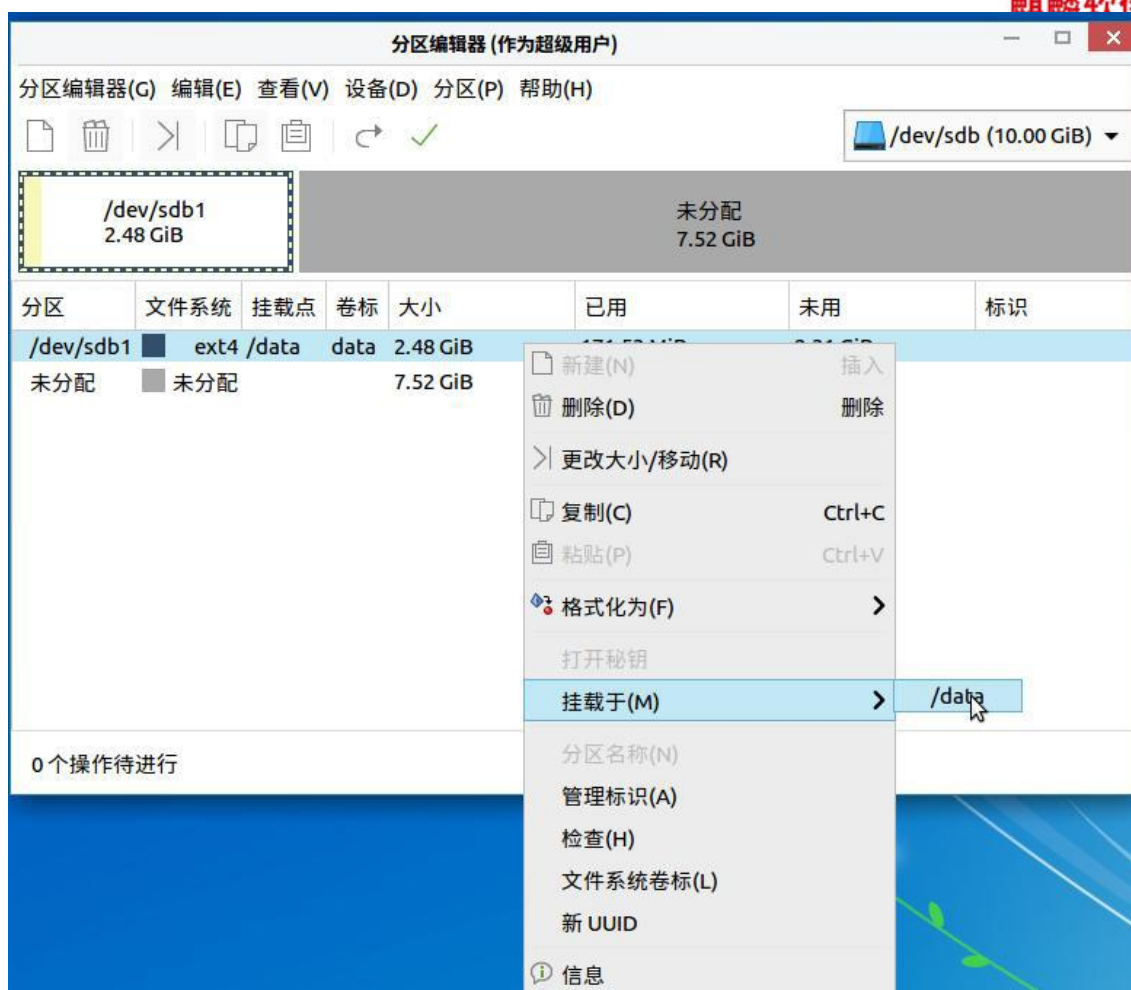 分区编辑器 (作为超级用户)
分区编辑器(G) 编辑(E) 查看(V) 设备(D) 分区(P) 帮助(H)
/dev/sdb (10.00 GiB)
/dev/sdb1
2.48 GiB
未分配
7.52 GiB
分区 文件系统 挂载点 卷标 大小 已用 未用 标识
/dev/sdb1 ext4 /data data 2.48 GiB
未分配 未分配 7.52 GiB
新建(N) 插入
删除(D) 删除
更改大小/移动(R)
复制(C) Ctrl+C
粘贴(P) Ctrl+V
格式化为(F)
打开秘钥
挂载于(M) /data
分区名称(N)
管理标识(A)
检查(H)
文件系统卷标(L)
新 UUID
信息
0 个操作待进行